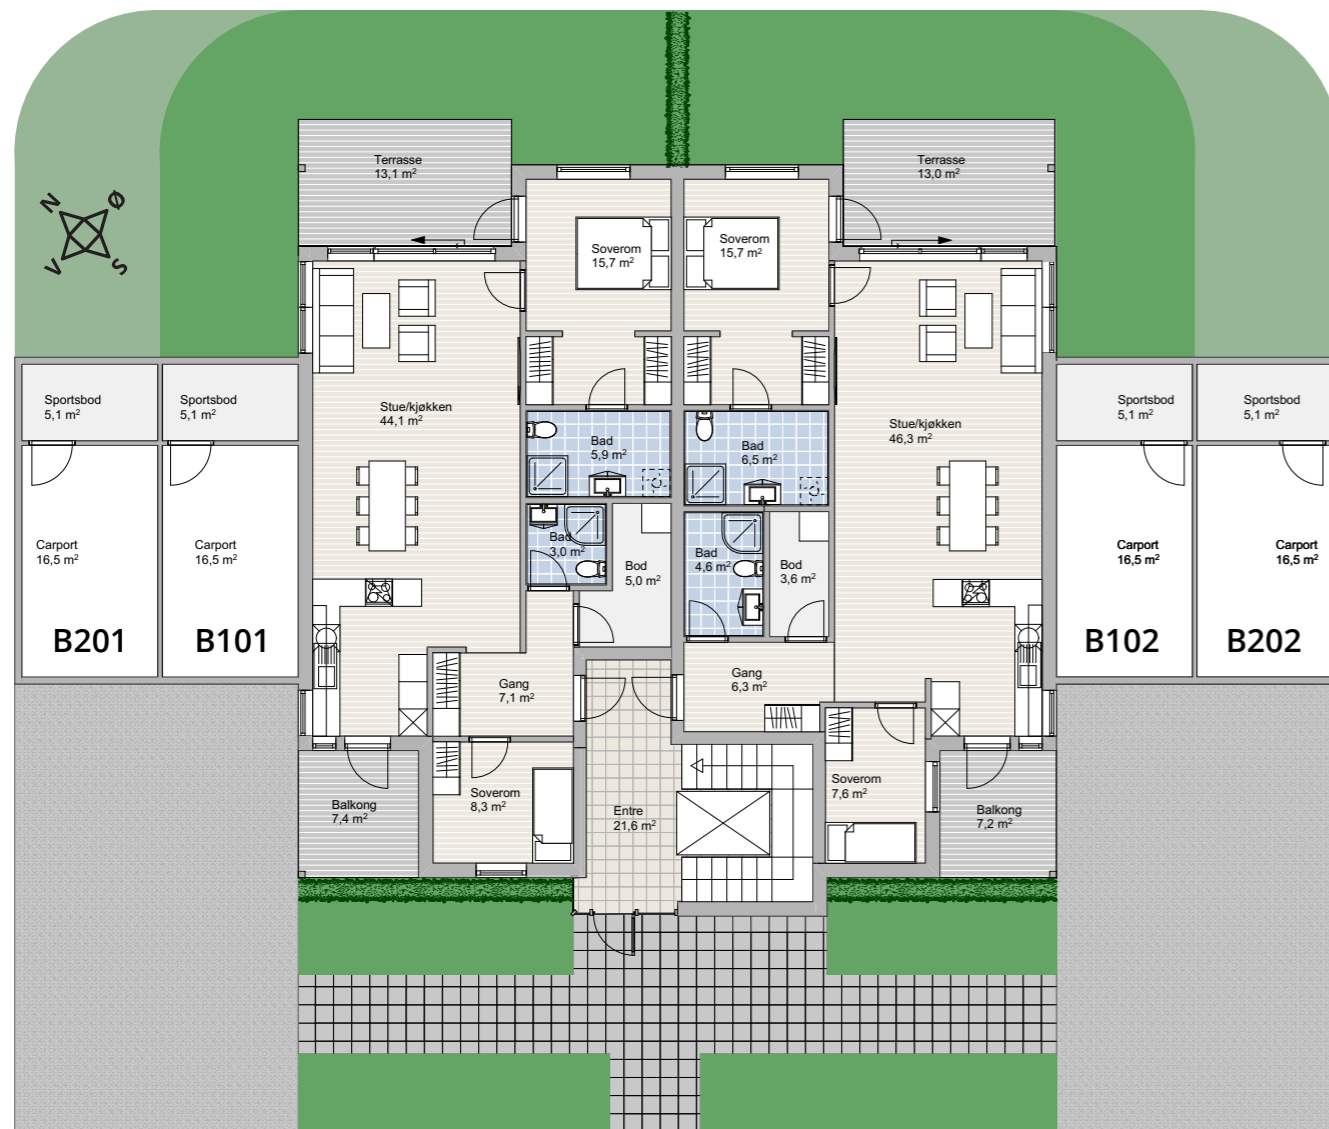 Terrasse
13,1 m²
Terrasse
13,0 m²
N
Ø
V
S
Soverom
15,7 m²
Soverom
15,7 m²
Sportsbod
5,1 m²
Sportsbod
5,1 m²
Stue/kjøkken
44,1 m²
Bad
5,9 m²
Bad
6,5 m²
Stue/kjøkken
46,3 m²
Sportsbod
5,1 m²
Sportsbod
5,1 m²
Carport
16,5 m²
Carport
16,5 m²
Bad
3,0 m²
Bod
5,0 m²
Bad
4,6 m²
Bod
3,6 m²
Carport
16,5 m²
Carport
16,5 m²
B201
B101
B102
B202
Gang
7,1 m²
Gang
6,3 m²
Balkong
7,4 m²
Soverom
8,3 m²
Entre
21,6 m²
Soverom
7,6 m²
Balkong
7,2 m²